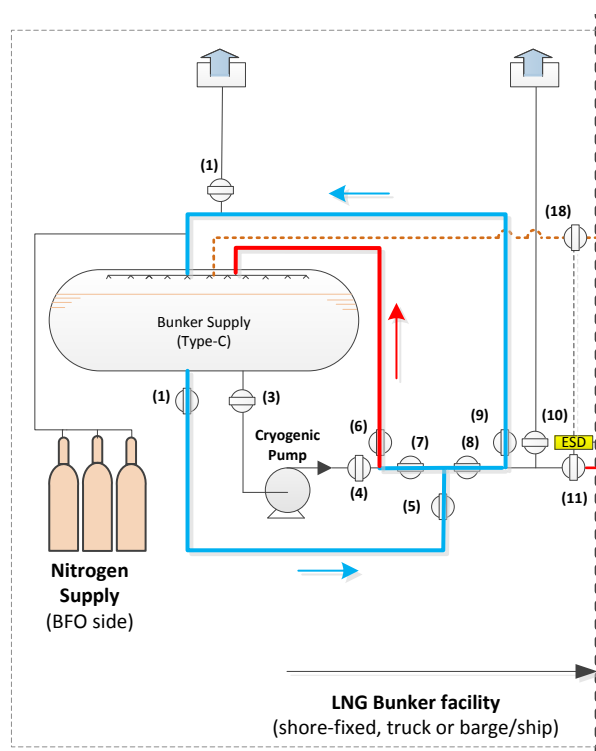 (1)
(18)
Bunker Supply
(Type-C)
(1)
(3)
Cryogenic
Pump
(6)
(7)
(8)
(9)
(10)
ESD
(4)
(5)
(11)
Nitrogen
Supply
(BFO side)
LNG Bunker facility
(shore-fixed, truck or barge/ship)